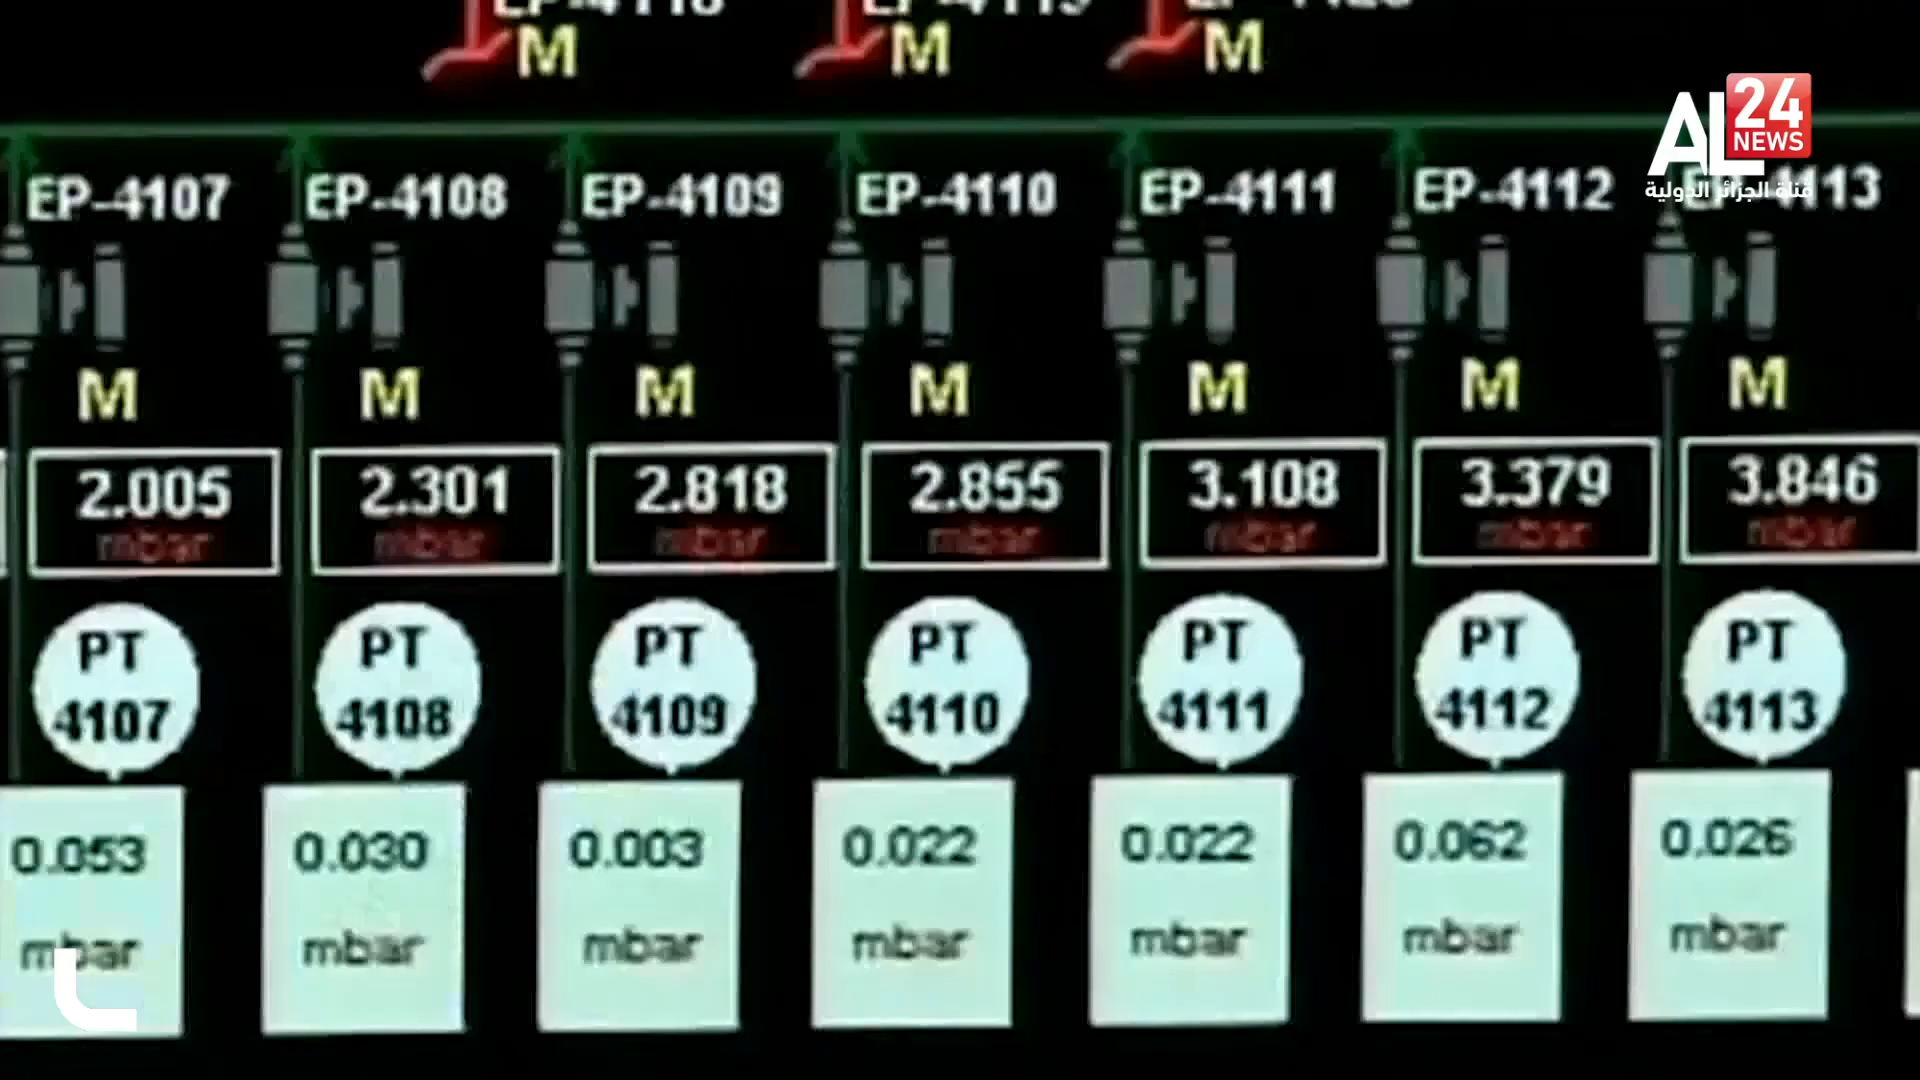 M M M
AL 24 NEWS
قناة الجزائر الدولية
EP-4107 EP-4108 EP-4109 EP-4110 EP-4111 EP-4112 EP-4113
M M M M M M M
2.005 2.301 2.818 2.855 3.108 3.379 3.846
mbar mbar mbar mbar mbar mbar mbar
PT PT PT PT PT PT PT
4107 4108 4109 4110 4111 4112 4113
0.053 0.030 0.003 0.022 0.022 0.062 0.026
mbar mbar mbar mbar mbar mbar mbar